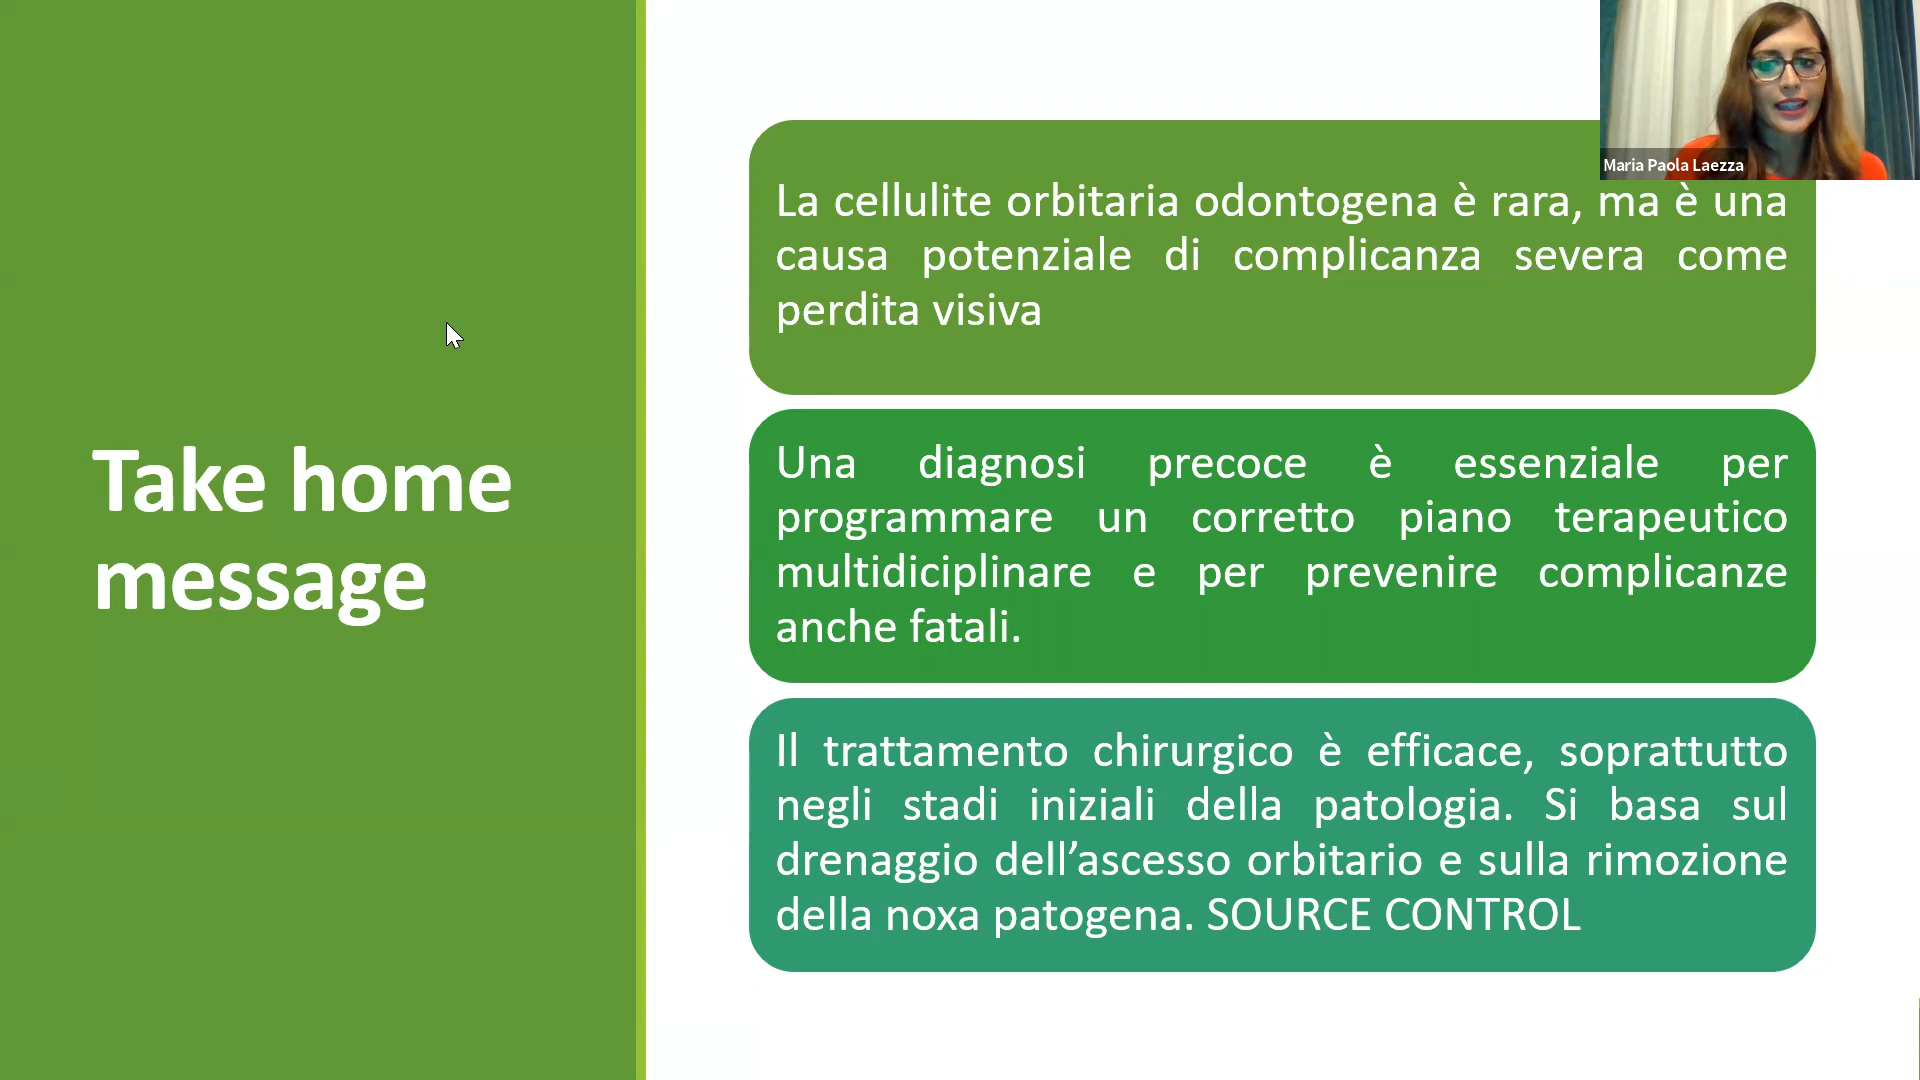 Maria Paola Laezza
Take home
message
La cellulite orbitaria odontogena è rara, ma è una
causa potenziale di complicanza severa come
perdita visiva
Una diagnosi precoce è essenziale per
programmare un corretto piano terapeutico
multidiciplinare e per prevenire complicanze
anche fatali.
Il trattamento chirurgico è efficace, soprattutto
negli stadi iniziali della patologia. Si basa sul
drenaggio dell’ascesso orbitario e sulla rimozione
della noxa patogena. SOURCE CONTROL